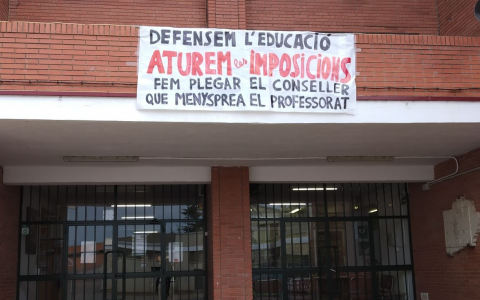 DEFENSEM L'EDUCACIÓ
ATUREM les IMPOSICIONS
FEM PLEGAR EL CONSELLER
QUE MENYSPREA EL PROFESSORAT